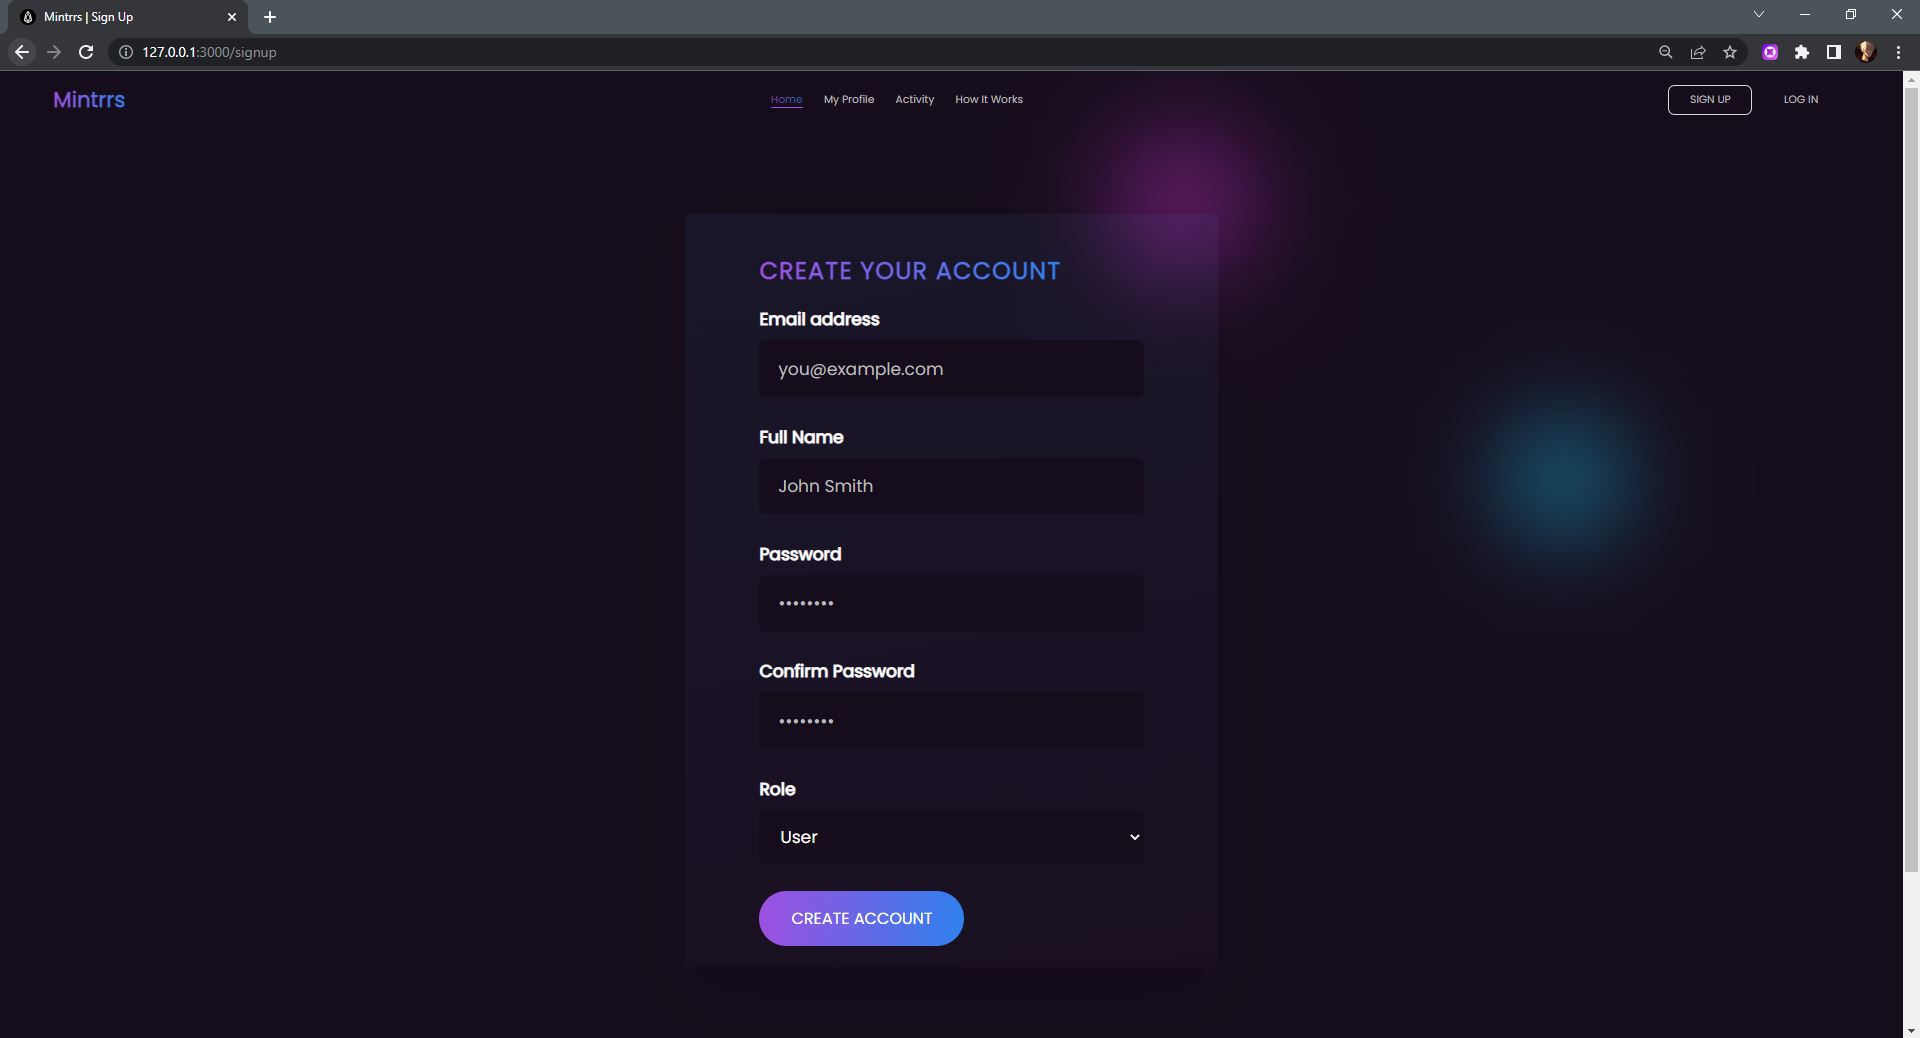 Mintrrs | Sign Up
127.0.0.1:3000/signup
Mintrrs
Home
My Profile
Activity
How It Works
SIGN UP
LOG IN
CREATE YOUR ACCOUNT
Email address
you@example.com
Full Name
John Smith
Password
••••••••
Confirm Password
••••••••
Role
User
CREATE ACCOUNT